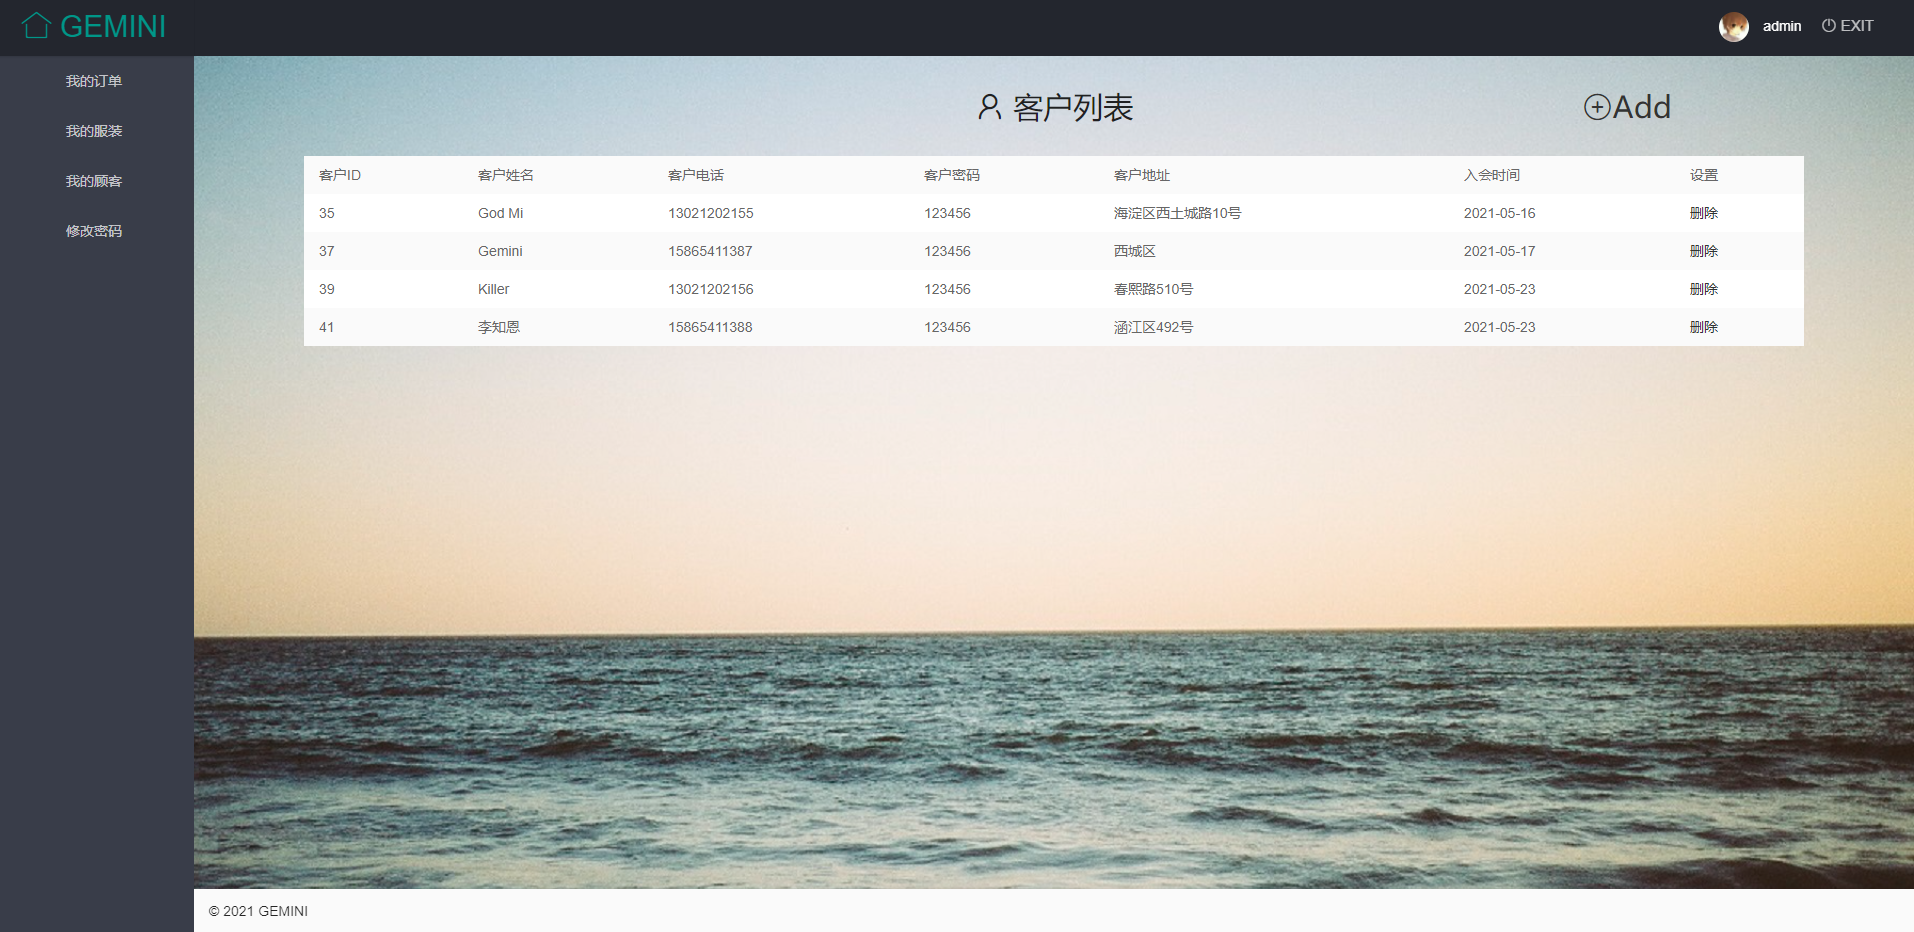 GEMINI
admin
EXIT
我的订单
我的服装
我的顾客
修改密码
客户列表
Add
客户ID 客户姓名 客户电话 客户密码 客户地址 入会时间 设置
35 God Mi 13021202155 123456 海淀区西土城路10号 2021-05-16 删除
37 Gemini 15865411387 123456 西城区 2021-05-17 删除
39 Killer 13021202156 123456 春熙路510号 2021-05-23 删除
41 李知恩 15865411388 123456 涵江区492号 2021-05-23 删除
© 2021 GEMINI